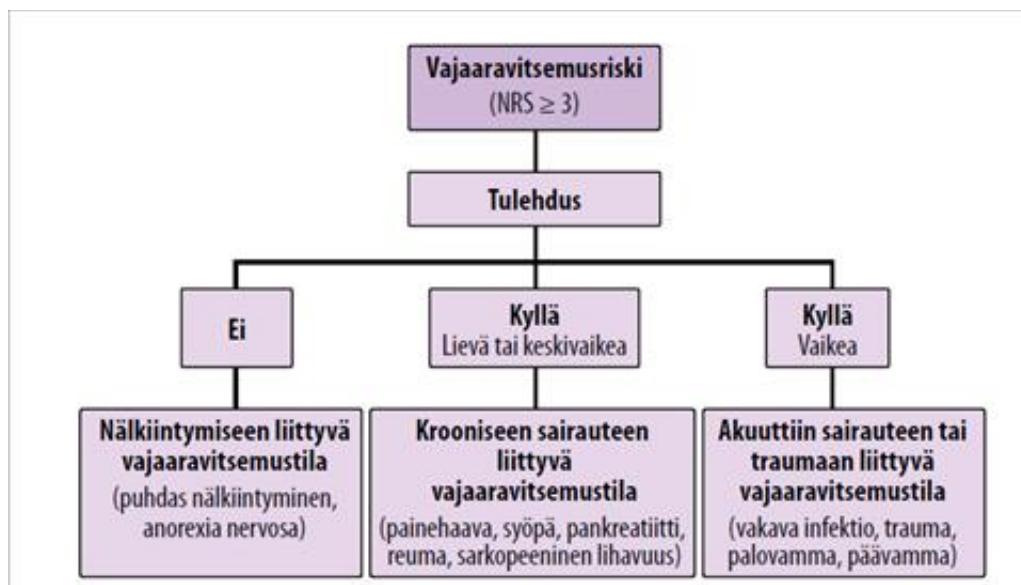 Vajaaravitsemusriski
(NRS ≥ 3)
Tulehdus
Ei
Kyllä
Lievä tai keskivaikea
Kyllä
Vaikea
Nälkiintymiseen liittyvä
vajaaravitsemustila
(puhdas nälkiintyminen,
anorexia nervosa)
Krooniseen sairauteen
liittyvä
vajaaravitsemustila
(painehaava, syöpä, pankreatiitti,
reuma, sarkopeeninen lihavuus)
Akuuttiin sairauteen tai
traumaan liittyvä
vajaaravitsemustila
(vakava infektio, trauma,
palovamma, päävamma)